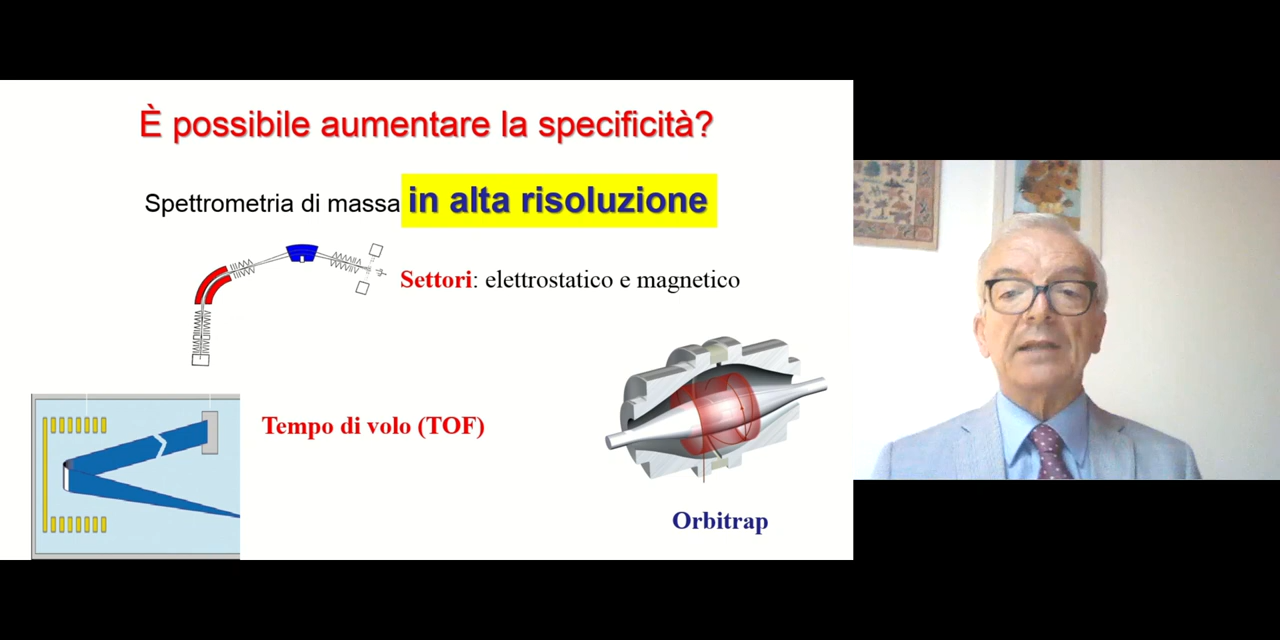 È possibile aumentare la specificità?
Spettrometria di massa in alta risoluzione
Settori: elettrostatico e magnetico
Tempo di volo (TOF)
Orbitrap